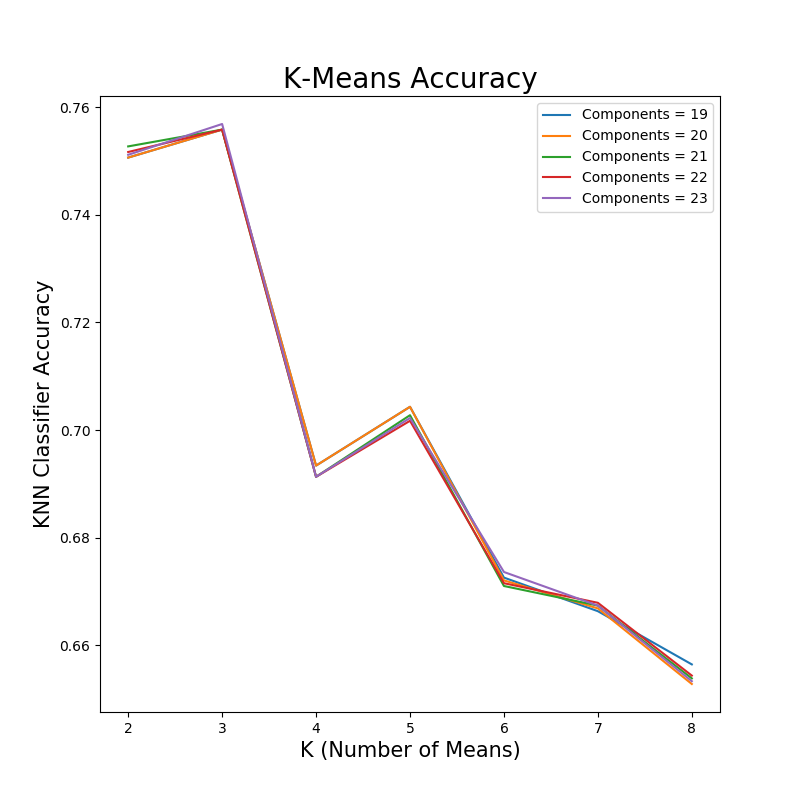 K-Means Accuracy
Components = 19
Components = 20
Components = 21
Components = 22
Components = 23
KNN Classifier Accuracy
0.76
0.74
0.72
0.70
0.68
0.66
2 3 4 5 6 7 8
K (Number of Means)